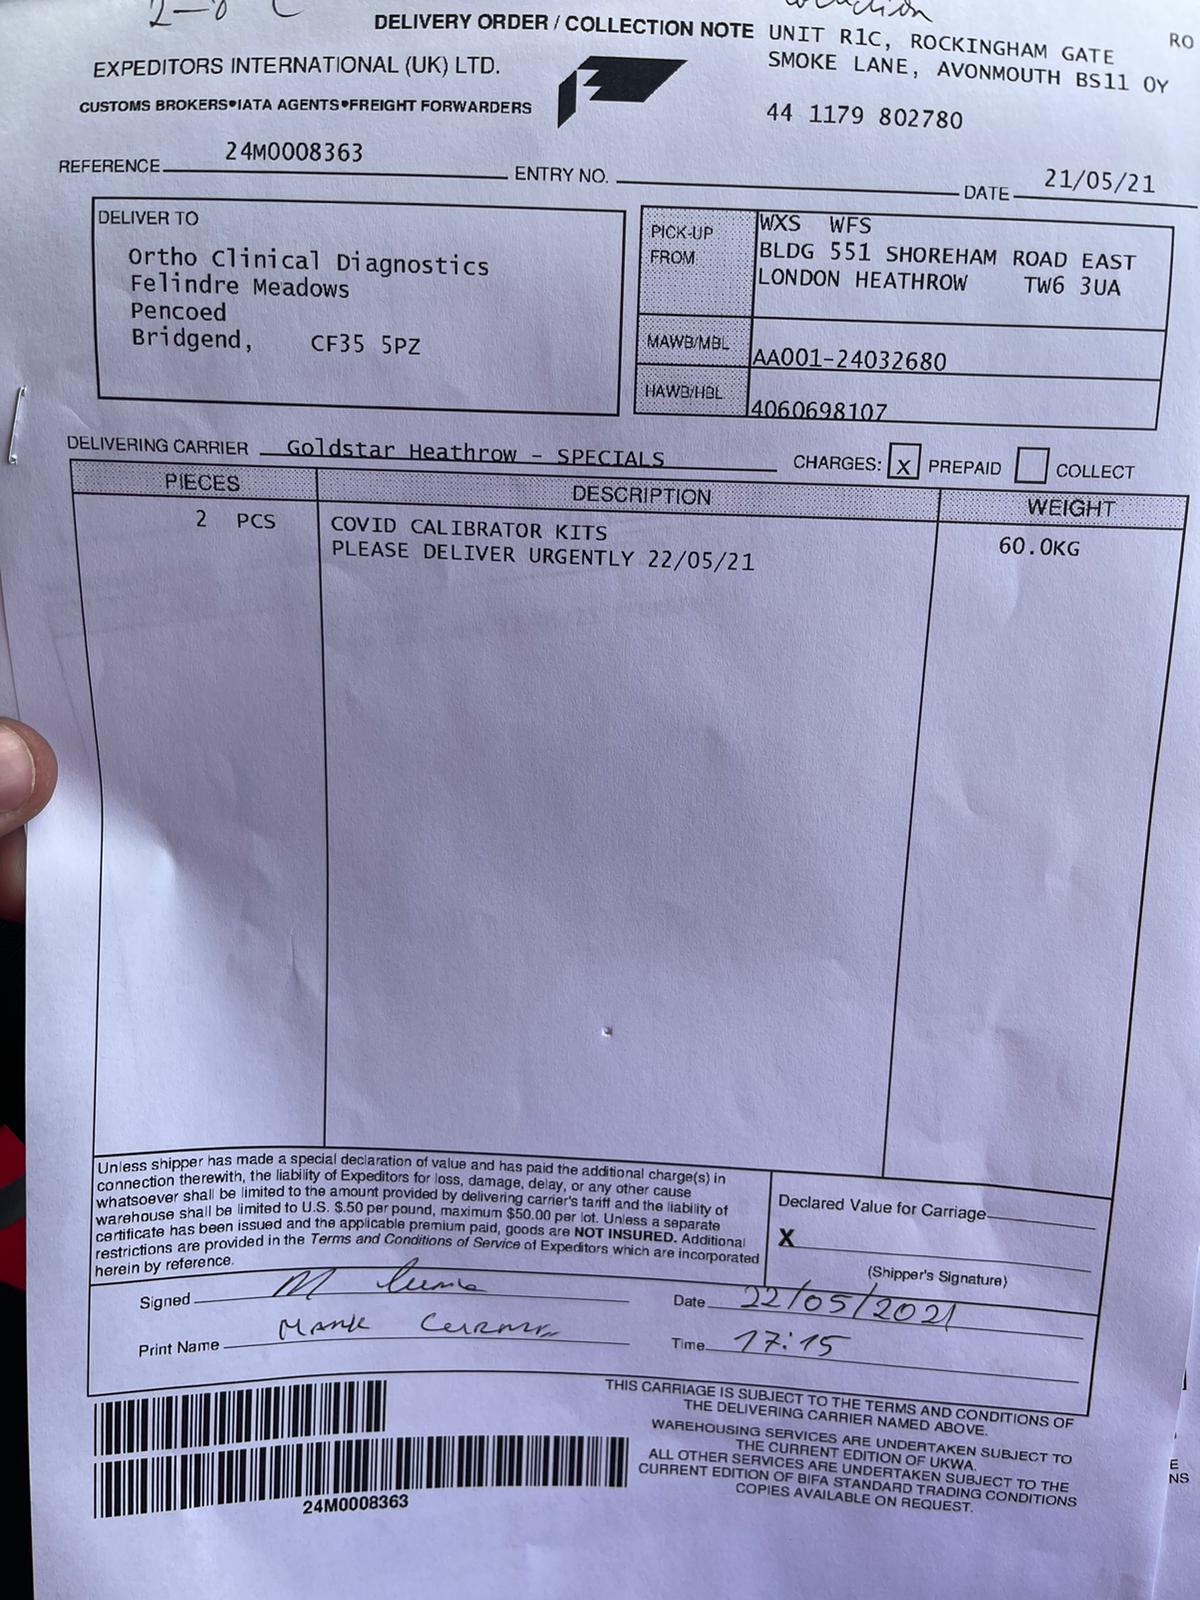 2-8 C
DELIVERY ORDER / COLLECTION NOTE
UNIT R1C, ROCKINGHAM GATE
SMOKE LANE, AVONMOUTH BS11 0Y
RO
44 1179 802780
EXPEDITORS INTERNATIONAL (UK) LTD.
CUSTOMS BROKERS•IATA AGENTS•FREIGHT FORWARDERS
REFERENCE 24M0008363 ENTRY NO. DATE 21/05/21
DELIVER TO
Ortho Clinical Diagnostics
Felindre Meadows
Pencoed
Bridgend, CF35 5PZ
PICK-UP FROM
WXS WFS
BLDG 551 SHOREHAM ROAD EAST
LONDON HEATHROW TW6 3UA
MAWB/MBL AA001-24032680
HAWB/HBL 4060698107
DELIVERING CARRIER Goldstar Heathrow - SPECIALS CHARGES: X PREPAID COLLECT
PIECES DESCRIPTION WEIGHT
2 PCS COVID CALIBRATOR KITS 60.0KG
PLEASE DELIVER URGENTLY 22/05/21
Unless shipper has made a special declaration of value and has paid the additional charge(s) in
connection therewith, the liability of Expeditors for loss, damage, delay, or any other cause
whatsoever shall be limited to the amount provided by delivering carrier's tariff and the liability of
warehouse shall be limited to U.S. $.50 per pound, maximum $50.00 per lot. Unless a separate
certificate has been issued and the applicable premium paid, goods are NOT INSURED. Additional
restrictions are provided in the Terms and Conditions of Service of Expeditors which are incorporated
herein by reference.
Declared Value for Carriage
X
(Shipper's Signature)
Signed M Date 22/05/2021
Print Name MARK Time 17:15
THIS CARRIAGE IS SUBJECT TO THE TERMS AND CONDITIONS OF
THE DELIVERING CARRIER NAMED ABOVE.
WAREHOUSING SERVICES ARE UNDERTAKEN SUBJECT TO
THE CURRENT EDITION OF UKWA.
ALL OTHER SERVICES ARE UNDERTAKEN SUBJECT TO THE
CURRENT EDITION OF BIFA STANDARD TRADING CONDITIONS
COPIES AVAILABLE ON REQUEST.
24M0008363
E
NS